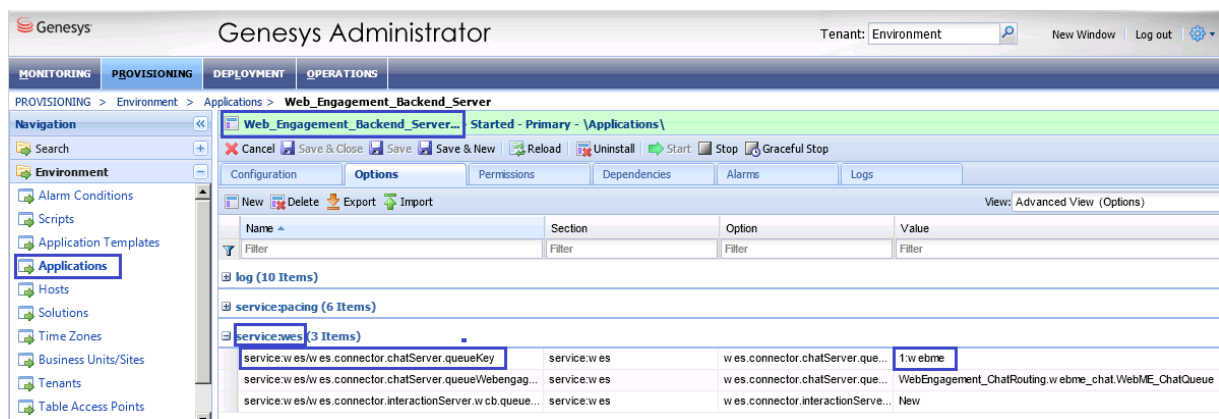 Genesys
Genesys Administrator
Tenant: Environment
New Window Log out
MONITORING PROVISIONING DEPLOYMENT OPERATIONS
PROVISIONING > Environment > Applications > Web_Engagement_Backend_Server
Navigation
Web_Engagement_Backend_Server... - Started - Primary - \Applications\
Search
Cancel Save & Close Save Save & New Reload Uninstall Start Stop Graceful Stop
Environment
Configuration Options Permissions Dependencies Alarms Logs
Alarm Conditions
New Delete Export Import View: Advanced View (Options)
Scripts
Name Section Option Value
Application Templates
Filter Filter Filter Filter
Applications
log (10 Items)
Hosts
Solutions
service:pacing (6 Items)
Time Zones
service:wes (3 Items)
Business Units/Sites
service:wes/wes.connector.chatServer.queueKey service:wes wes.connector.chatServer.que... 1:webme
Tenants
service:wes/wes.connector.chatServer.queueWebengag... service:wes wes.connector.chatServer.que... WebEngagement_ChatRouting.webme_chat.WebME_ChatQueue
Table Access Points
service:wes/wes.connector.interactionServer.wcb.queue... service:wes wes.connector.interactionServe... New